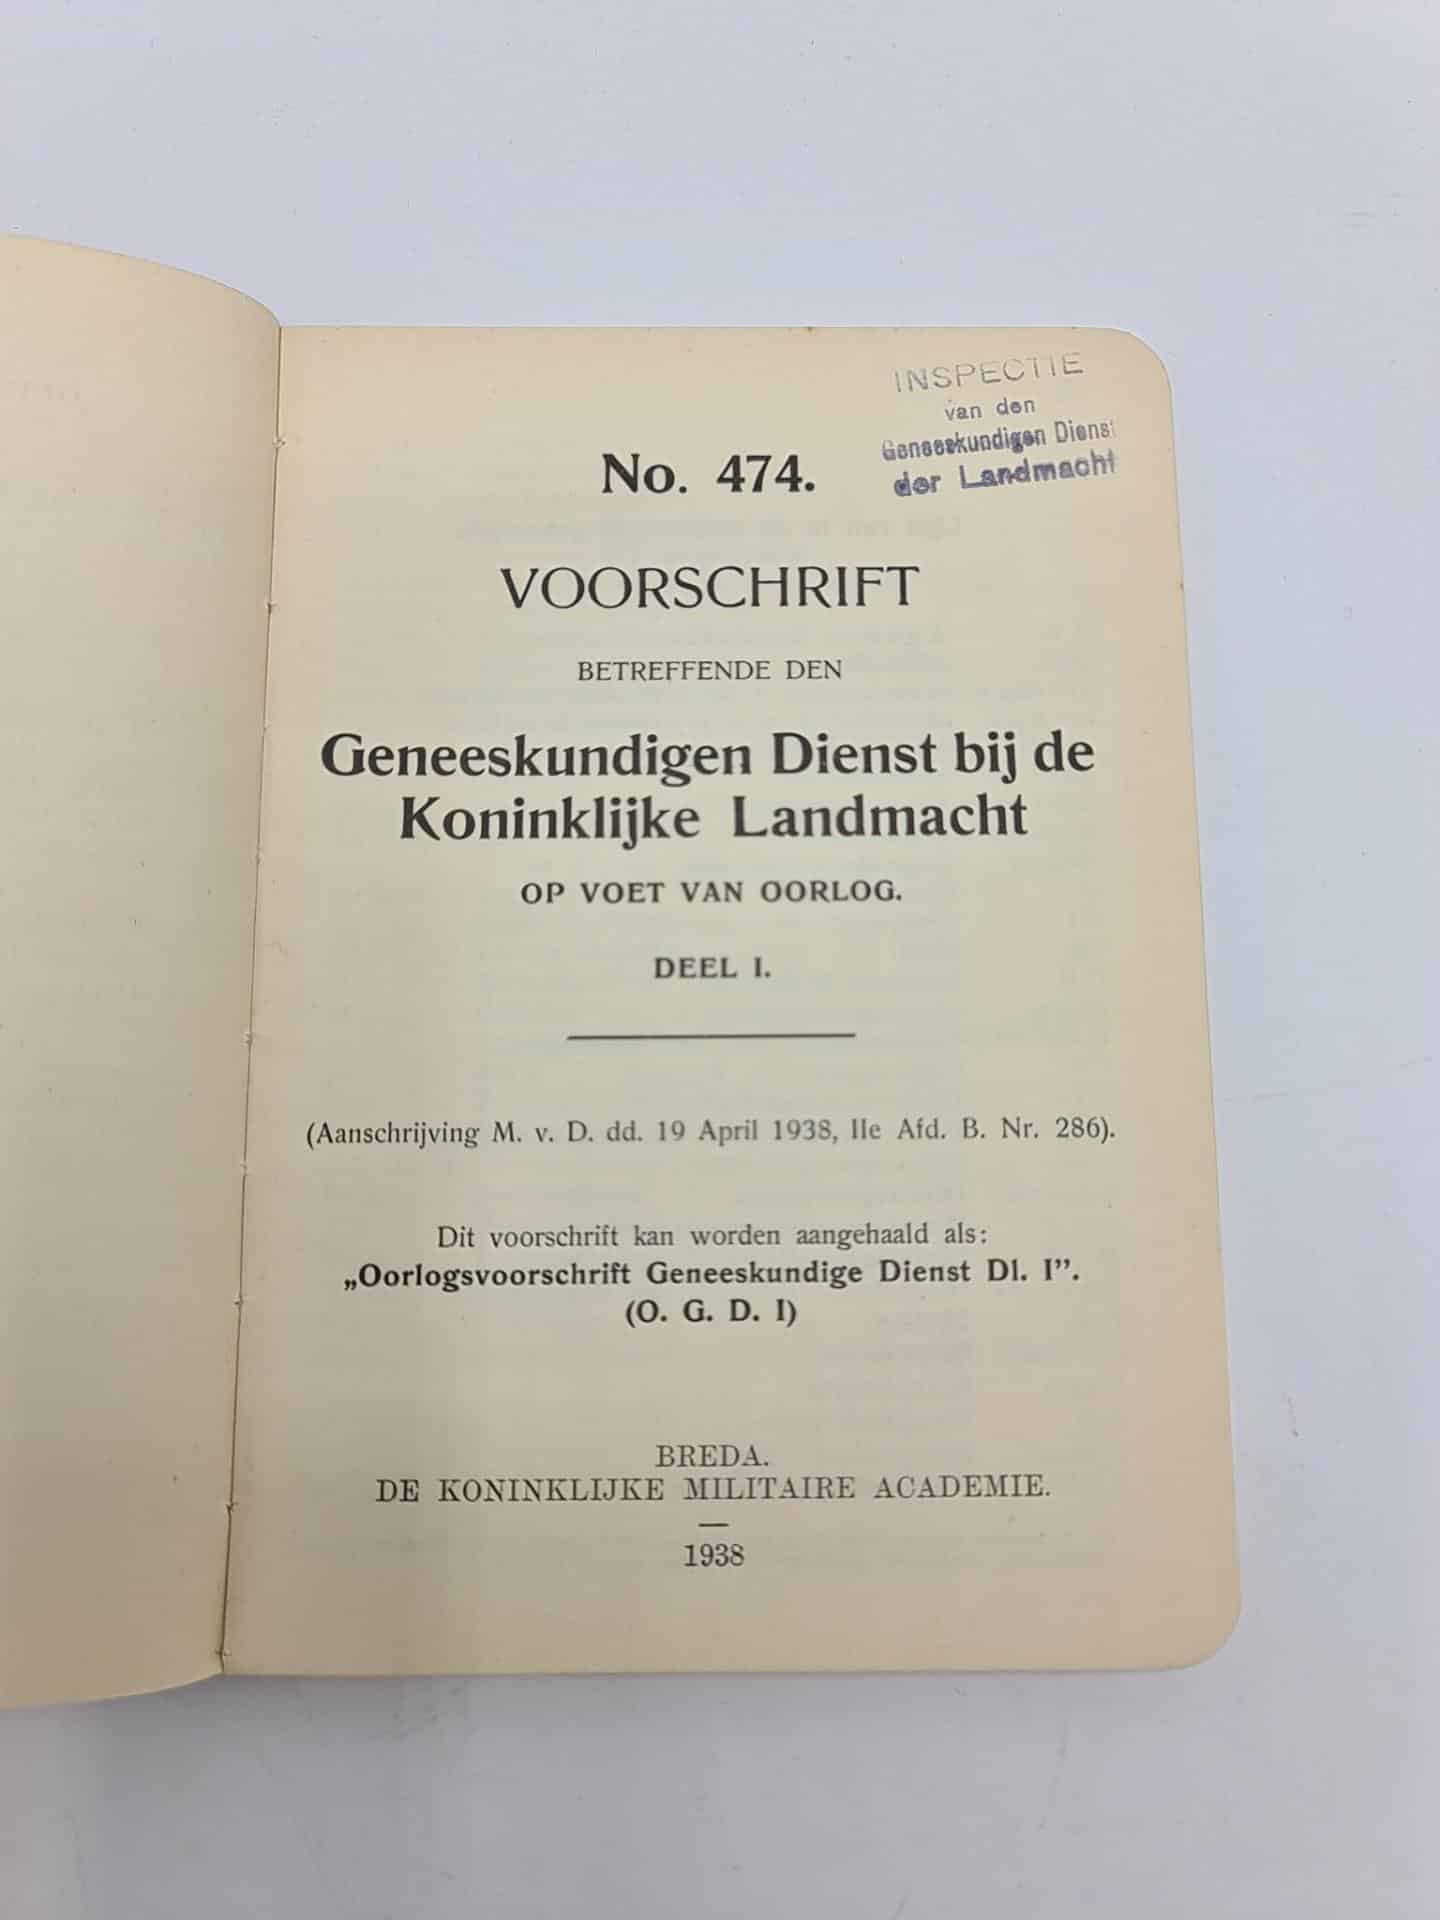 INSPECTIE
van den
Geneeskundigen Dienst
der Landmacht
No. 474.
VOORSCHRIFT
BETREFFENDE DEN
Geneeskundigen Dienst bij de
Koninklijke Landmacht
OP VOET VAN OORLOG.
DEEL I.
(Aanschrijving M. v. D. dd. 19 April 1938, IIe Afd. B. Nr. 286).
Dit voorschrift kan worden aangehaald als:
„Oorlogsvoorschrift Geneeskundige Dienst Dl. I”.
(O. G. D. I)
BREDA.
DE KONINKLIJKE MILITAIRE ACADEMIE.
1938